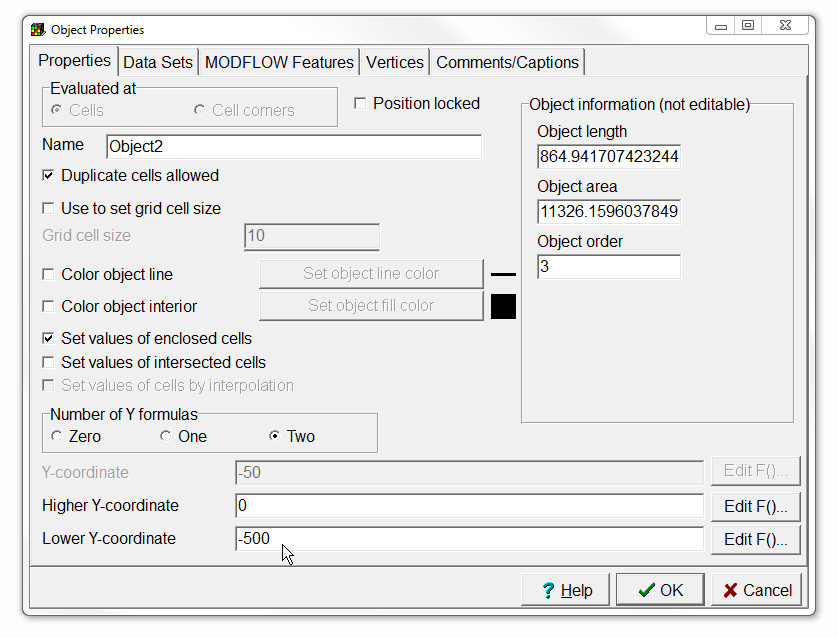 Object Properties
Properties
Data Sets
MODFLOW Features
Vertices
Comments/Captions
Evaluated at
Cells
Cell corners
Position locked
Name
Object2
Duplicate cells allowed
Use to set grid cell size
Grid cell size
10
Color object line
Set object line color
Color object interior
Set object fill color
Set values of enclosed cells
Set values of intersected cells
Set values of cells by interpolation
Number of Y formulas
Zero
One
Two
Object information (not editable)
Object length
864.941707423244
Object area
11326.1596037849
Object order
3
Y-coordinate
-50
Edit F()...
Higher Y-coordinate
0
Edit F()...
Lower Y-coordinate
-500
Edit F()...
? Help
OK
Cancel